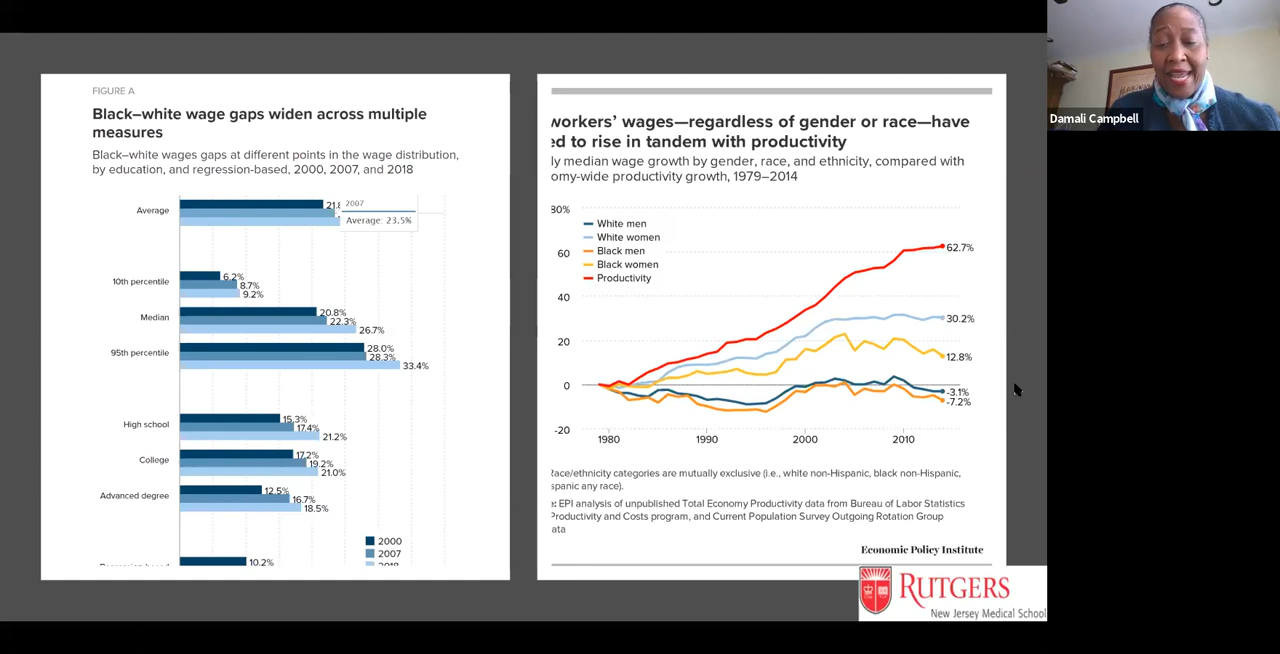 FIGURE A
Black–white wage gaps widen across multiple
measures
Black–white wages gaps at different points in the wage distribution,
by education, and regression-based, 2000, 2007, and 2018
Average
2007
Average: 23.5%
10th percentile
6.2%
8.7%
9.2%
Median
20.8%
22.3%
26.7%
95th percentile
28.0%
28.3%
33.4%
High school
15.3%
17.4%
21.2%
College
17.2%
19.2%
21.0%
Advanced degree
12.5%
16.7%
18.5%
10.2%
2000
2007
2018
workers’ wages—regardless of gender or race—have
ed to rise in tandem with productivity
ly median wage growth by gender, race, and ethnicity, compared with
omy-wide productivity growth, 1979–2014
80%
60
40
20
0
-20
White men
White women
Black men
Black women
Productivity
62.7%
30.2%
12.8%
-3.1%
-7.2%
1980
1990
2000
2010
Race/ethnicity categories are mutually exclusive (i.e., white non-Hispanic, black non-Hispanic,
spanic any race).
e: EPI analysis of unpublished Total Economy Productivity data from Bureau of Labor Statistics
Productivity and Costs program, and Current Population Survey Outgoing Rotation Group
ata
Economic Policy Institute
RUTGERS
New Jersey Medical School
Damali Campbell